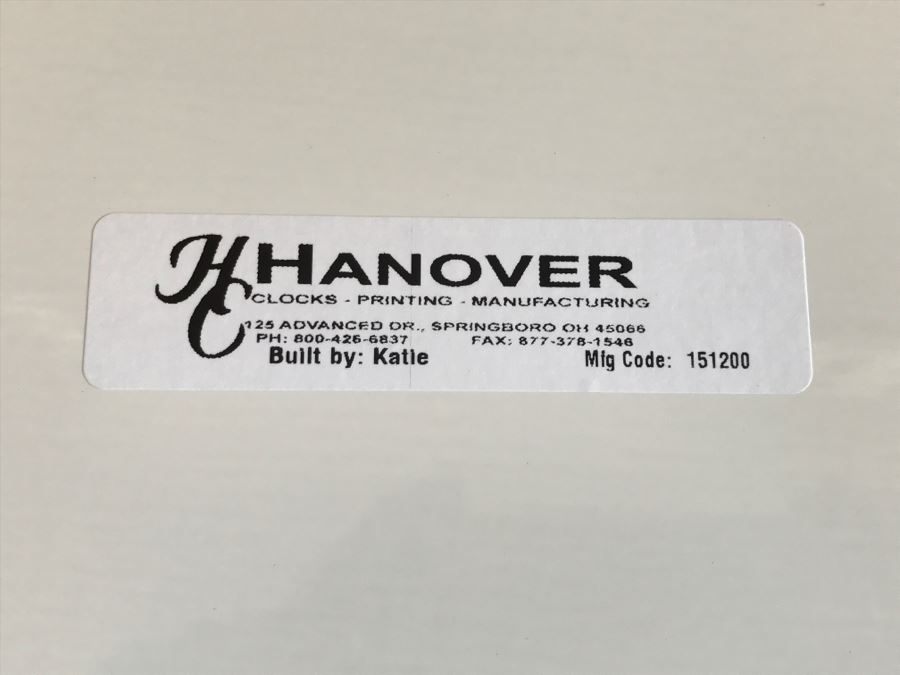 HC HANOVER
CLOCKS - PRINTING - MANUFACTURING
125 ADVANCED DR., SPRINGBORO OH 45066
PH: 800-426-6837 FAX: 877-378-1546
Built by: Katie Mfg Code: 151200